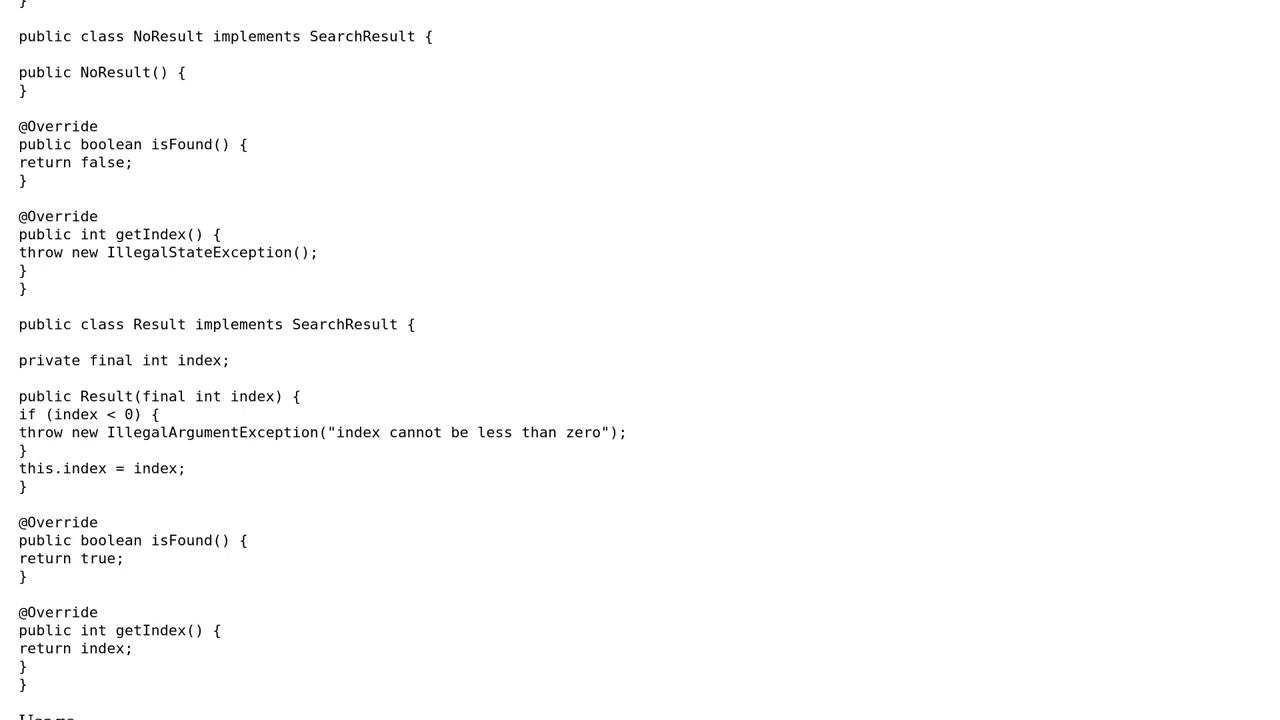 }
public class NoResult implements SearchResult {
public NoResult() {
}
@Override
public boolean isFound() {
return false;
}
@Override
public int getIndex() {
throw new IllegalStateException();
}
}
public class Result implements SearchResult {
private final int index;
public Result(final int index) {
if (index < 0) {
throw new IllegalArgumentException("index cannot be less than zero");
}
this.index = index;
}
@Override
public boolean isFound() {
return true;
}
@Override
public int getIndex() {
return index;
}
}